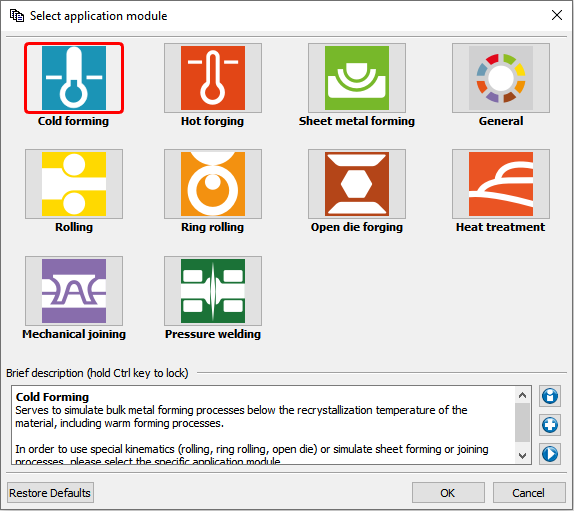 Select application module
Cold forming
Hot forging
Sheet metal forming
General
Rolling
Ring rolling
Open die forging
Heat treatment
Mechanical joining
Pressure welding
Brief description (hold Ctrl key to lock)
Cold Forming
Serves to simulate bulk metal forming processes below the recrystallization temperature of the
material, including warm forming processes.
In order to use special kinematics (rolling, ring rolling, open die) or simulate sheet forming or joining
processes, please select the specific application module.
Restore Defaults
OK
Cancel